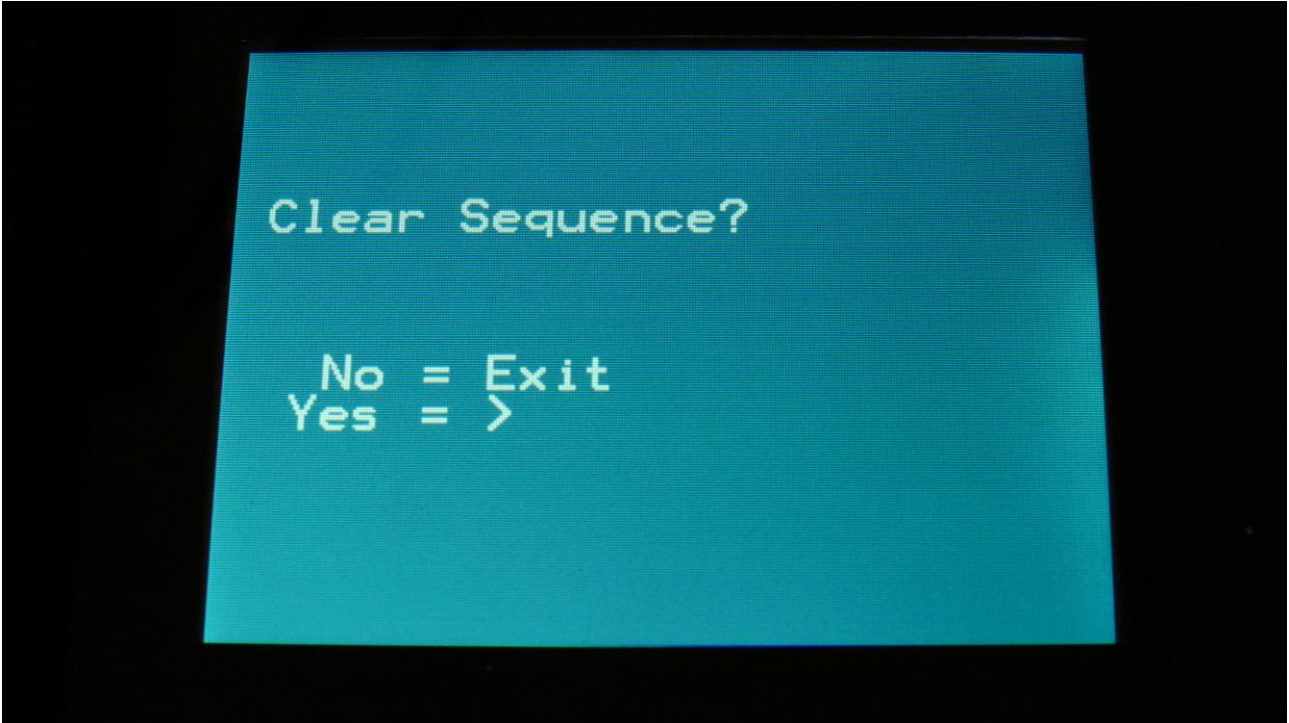 Clear Sequence?
No = Exit
Yes = >